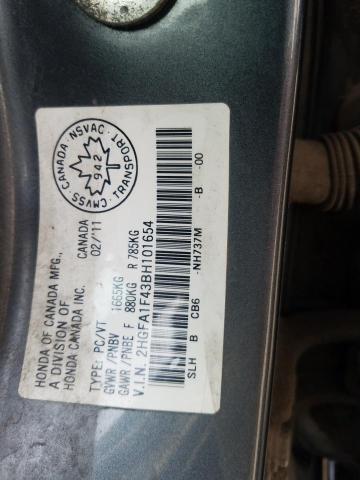 HONDA OF CANADA MFG.,
A DIVISION OF
HONDA CANADA INC.
CANADA
02/'11
CANADA · NSVAC · TRANSPORT · CMVSS
942
TYPE: PC/VT
GVWR /PNBV 1665KG
GAWR /PNBE F 880KG R 785KG
V.I.N. 2HGFA1F43BH101654
SLH B CB6 -NH737M -B -00